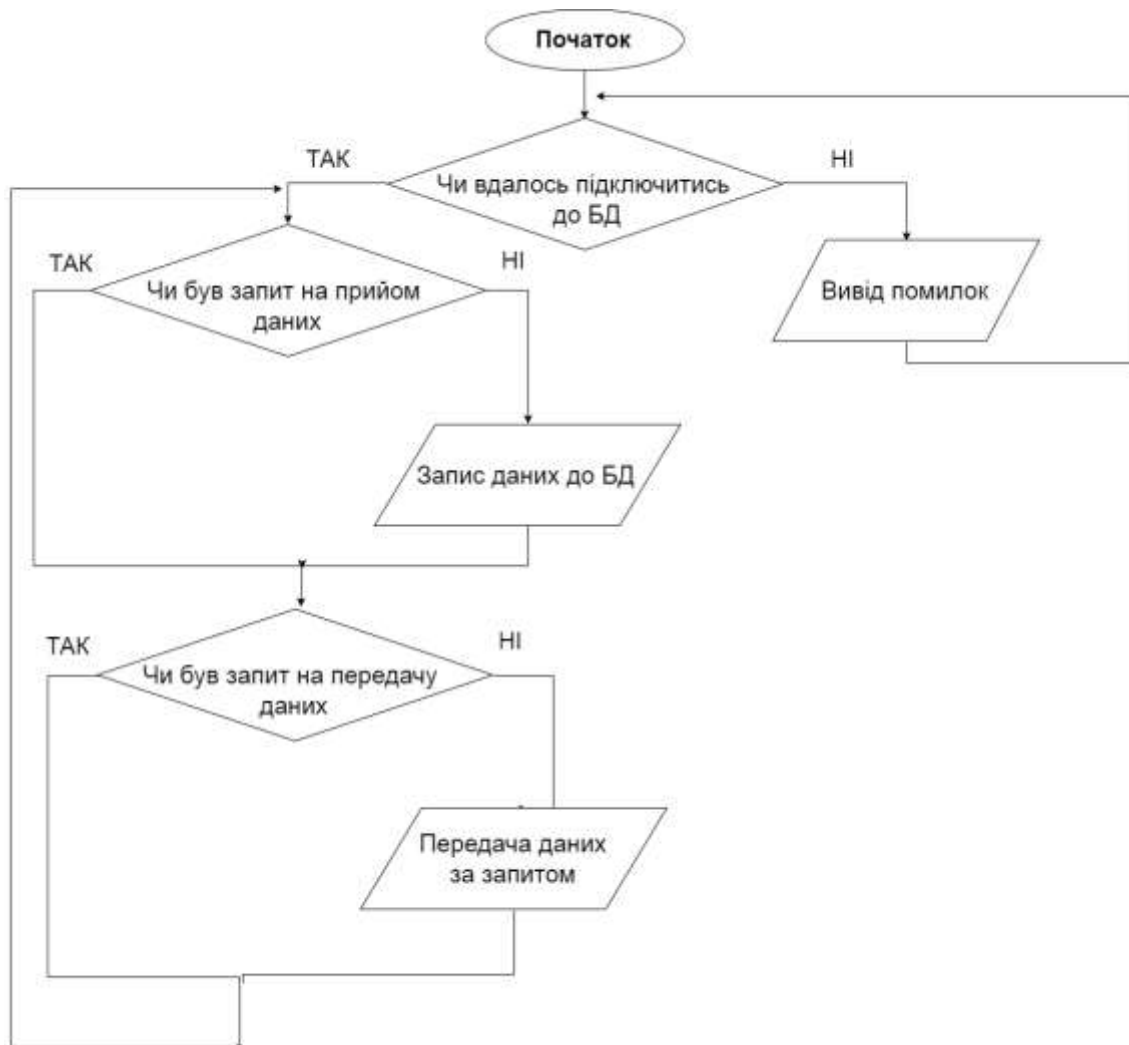 Початок
ТАК
НІ
Чи вдалось підключитись
до БД
ТАК
НІ
Чи був запит на прийом
даних
Вивід помилок
Запис даних до БД
ТАК
НІ
Чи був запит на передачу
даних
Передача даних
за запитом